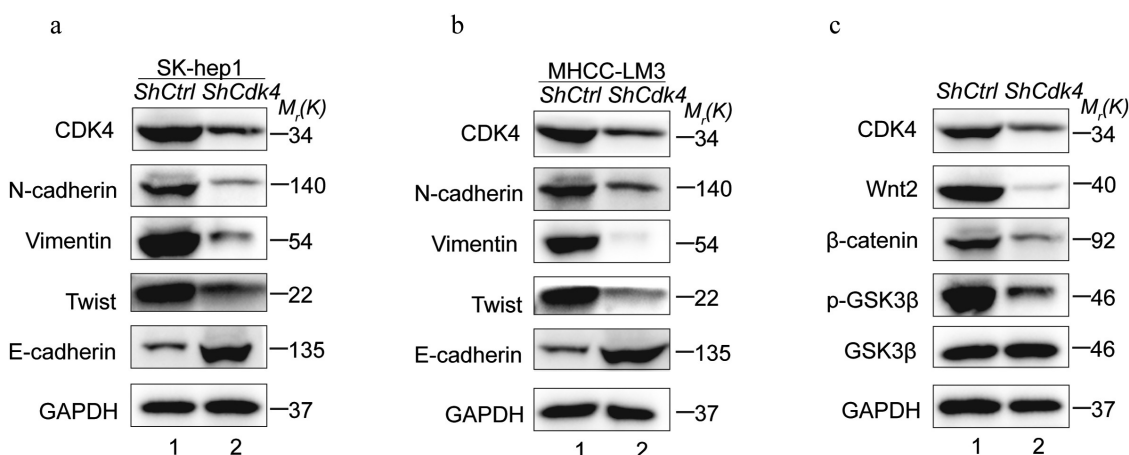 a
SK-hep1
ShCtrl ShCdk4
Mr(K)
CDK4 34
N-cadherin 140
Vimentin 54
Twist 22
E-cadherin 135
GAPDH 37
1 2
b
MHCC-LM3
ShCtrl ShCdk4
Mr(K)
CDK4 34
N-cadherin 140
Vimentin 54
Twist 22
E-cadherin 135
GAPDH 37
1 2
c
ShCtrl ShCdk4
Mr(K)
CDK4 34
Wnt2 40
β-catenin 92
p-GSK3β 46
GSK3β 46
GAPDH 37
1 2